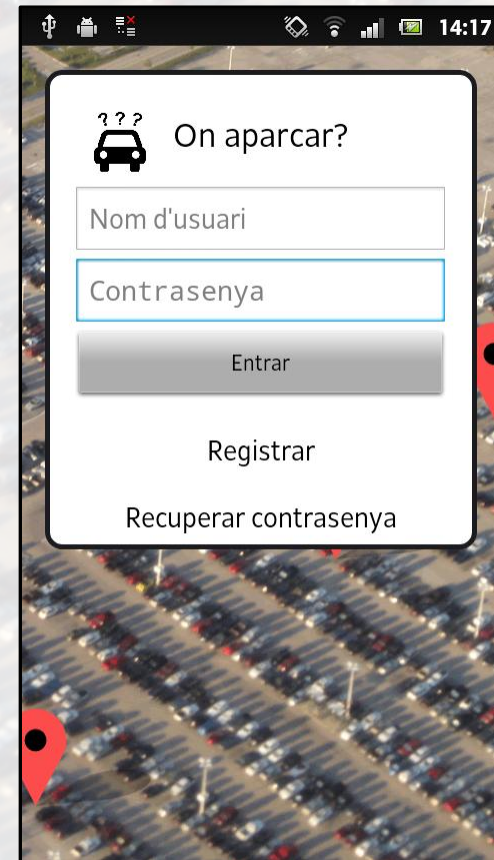 14:17
? ? ?
On aparcar?
Nom d'usuari
Contrasenya
Entrar
Registrar
Recuperar contrasenya